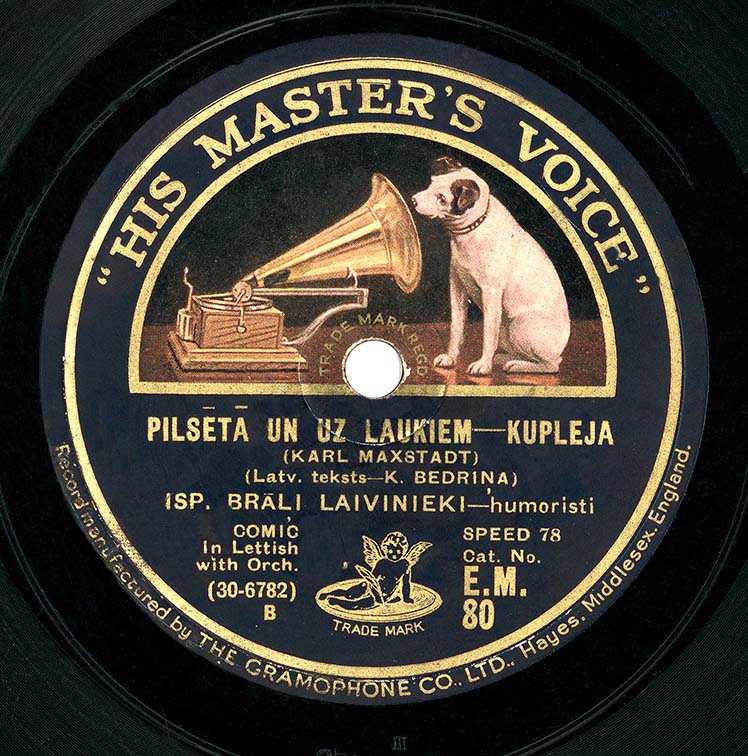 "HIS MASTER'S VOICE"
TRADE MARK REGD
PILSĒTĀ UN UZ LAUKIEM—KUPLEJA
(KARL MAXSTADT)
(Latv. teksts—K. BEDRIŅA)
ISP. BRĀĻI LAIVINIEKI—humoristi
COMIC
In Lettish
with Orch.
(30-6782)
B
SPEED 78
Cat. No.
E.M.
80
TRADE MARK
Record manufactured by THE GRAMOPHONE CO., LTD., Hayes, Middlesex, England.
III